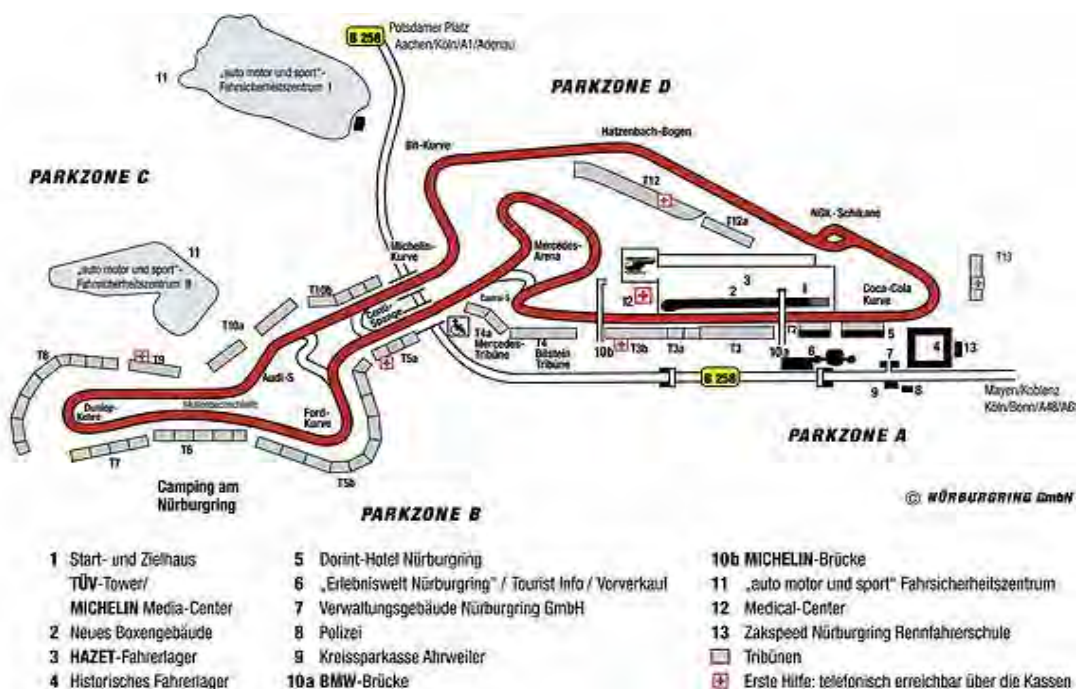 B 258
Potsdamer Platz
Aachen/Köln/A1/Adenau
11
„auto motor und sport"-
Fahrsicherheitszentrum I
PARKZONE D
Hatzenbach-Bogen
Bit-Kurve
PARKZONE C
T12
T12a
NGK-Schikane
11
„auto motor und sport"-
Fahrsicherheitszentrum II
Michelin-
Kurve
Mercedes-
Arena
T13
T10b
3
2
1
12
Coca-Cola
Kurve
T10a
T4a
Mercedes-
Tribüne
T4
Bilstein
Tribüne
10b
T3b
T3a
T3
10a
T2
5
6
7
4
13
T8
T9
T5a
Audi-S
B 258
9
8
Mayen/Koblenz
Dunlop-
Kehre
Ford-
Kurve
PARKZONE A
T7
T6
T5b
Camping am
Nürburgring
PARKZONE B
© NÜRBURGRING GmbH
1 Start- und Zielhaus
TÜV-Tower/
MICHELIN Media-Center
2 Neues Boxengebäude
3 HAZET-Fahrerlager
4 Historisches Fahrerlager
5 Dorint-Hotel Nürburgring
6 „Erlebniswelt Nürburgring" / Tourist Info / Vorverkauf
7 Verwaltungsgebäude Nürburgring GmbH
8 Polizei
9 Kreissparkasse Ahrweiler
10a BMW-Brücke
10b MICHELIN-Brücke
11 „auto motor und sport" Fahrsicherheitszentrum
12 Medical-Center
13 Zakspeed Nürburgring Rennfahrerschule
Tribünen
Erste Hilfe: telefonisch erreichbar über die Kassen